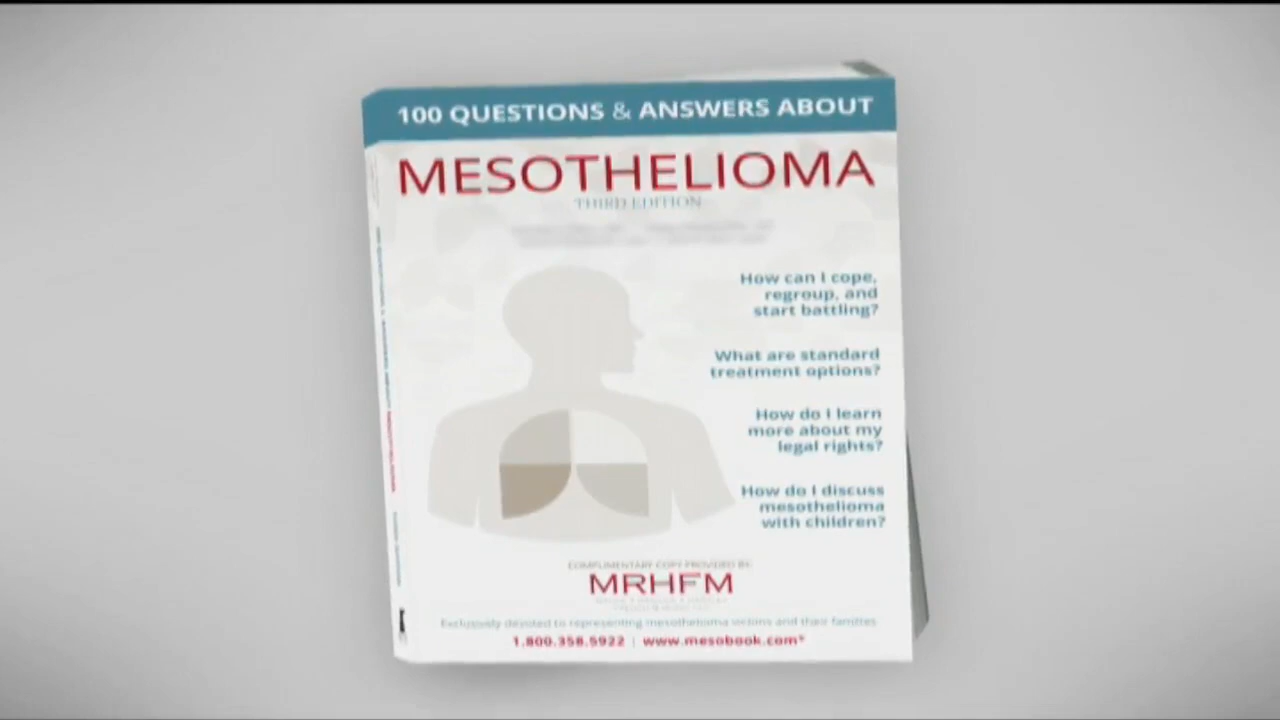 100 QUESTIONS & ANSWERS ABOUT
MESOTHELIOMA
THIRD EDITION
How can I cope,
regroup, and
start battling?
What are standard
treatment options?
How do I learn
more about my
legal rights?
How do I discuss
mesothelioma
with children?
COMPLIMENTARY COPY PROVIDED BY:
MRHFM
Exclusively devoted to representing mesothelioma victims and their families
1.800.358.5922 | www.mesobook.com*